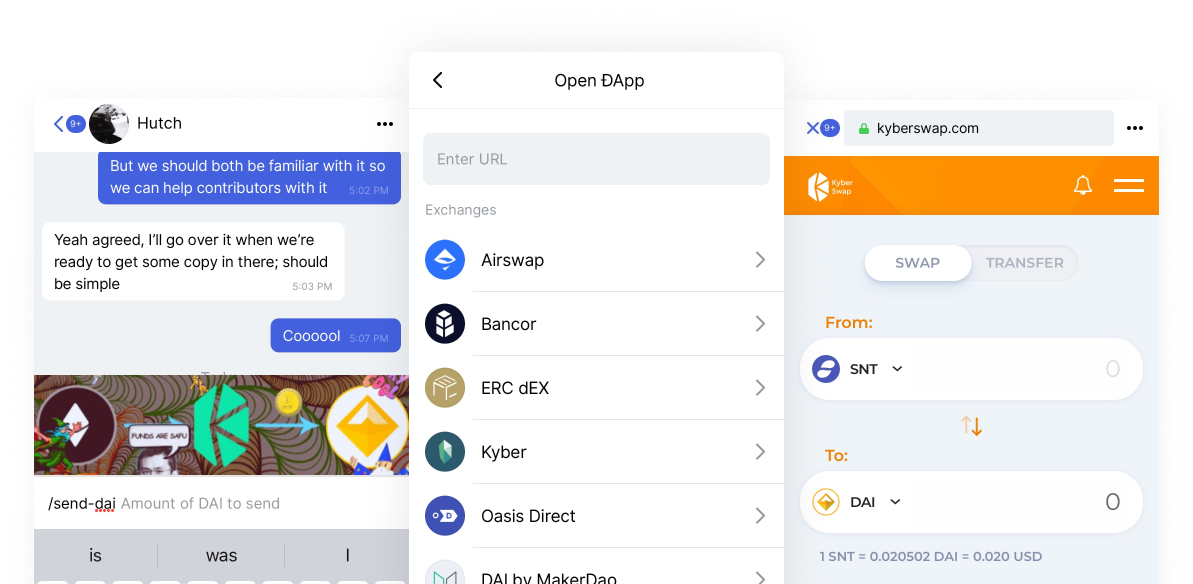 9+
Hutch
But we should both be familiar with it so
we can help contributors with it 5:02 PM
Yeah agreed, I'll go over it when we're
ready to get some copy in there; should
be simple 5:03 PM
Coooool 5:07 PM
FUNDS ARE SAFU
/send-dai Amount of DAI to send
is was I
Open ĐApp
Enter URL
Exchanges
Airswap
Bancor
ERC dEX
Kyber
Oasis Direct
DAI by MakerDao
9+
kyberswap.com
Kyber
Swap
SWAP TRANSFER
From:
SNT 0
To:
DAI 0
1 SNT = 0.020502 DAI = 0.020 USD